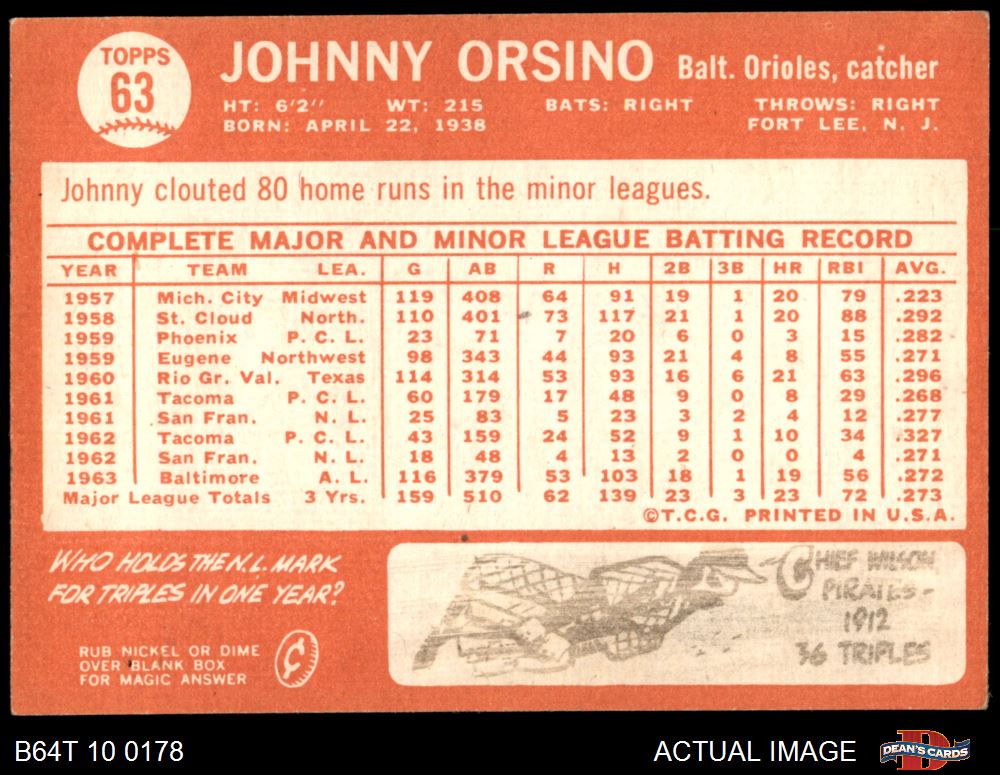 TOPPS
63
JOHNNY ORSINO Balt. Orioles, catcher
HT: 6'2'' WT: 215 BATS: RIGHT THROWS: RIGHT
BORN: APRIL 22, 1938 FORT LEE, N. J.
Johnny clouted 80 home runs in the minor leagues.
COMPLETE MAJOR AND MINOR LEAGUE BATTING RECORD
YEAR TEAM LEA. G AB R H 2B 3B HR RBI AVG.
1957 Mich. City Midwest 119 408 64 91 19 1 20 79 .223
1958 St. Cloud North. 110 401 73 117 21 1 20 88 .292
1959 Phoenix P. C. L. 23 71 7 20 6 0 3 15 .282
1959 Eugene Northwest 98 343 44 93 21 4 8 55 .271
1960 Rio Gr. Val. Texas 114 314 53 93 16 6 21 63 .296
1961 Tacoma P. C. L. 60 179 17 48 9 0 8 29 .268
1961 San Fran. N. L. 25 83 5 23 3 2 4 12 .277
1962 Tacoma P. C. L. 43 159 24 52 9 1 10 34 .327
1962 San Fran. N. L. 18 48 4 13 2 0 0 4 .271
1963 Baltimore A. L. 116 379 53 103 18 1 19 56 .272
Major League Totals 3 Yrs. 159 510 62 139 23 3 23 72 .273
©T.C.G. PRINTED IN U.S.A.
WHO HOLDS THE N.L. MARK
FOR TRIPLES IN ONE YEAR?
RUB NICKEL OR DIME
OVER BLANK BOX
FOR MAGIC ANSWER
¢
CHIEF WILSON
PIRATES-
1912
36 TRIPLES
B64T 10 0178 ACTUAL IMAGE DEAN'S CARDS